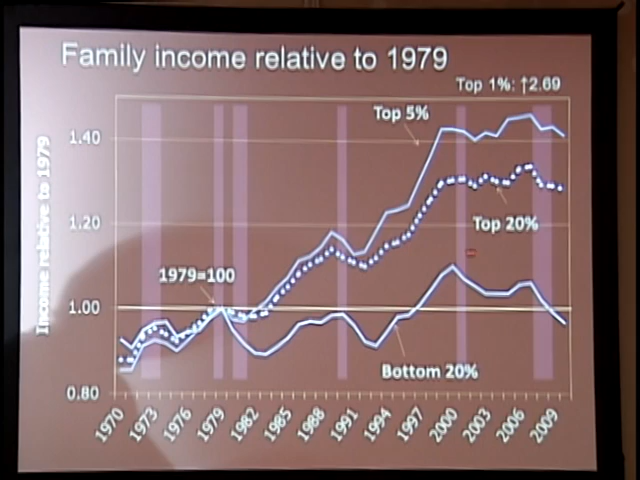 Family income relative to 1979
Top 1%: ↑2.69
Top 5%
1.40
Income relative to 1979
1.20
Top 20%
1979=100
1.00
Bottom 20%
0.80
1970 1973 1976 1979 1982 1985 1988 1991 1994 1997 2000 2003 2006 2009